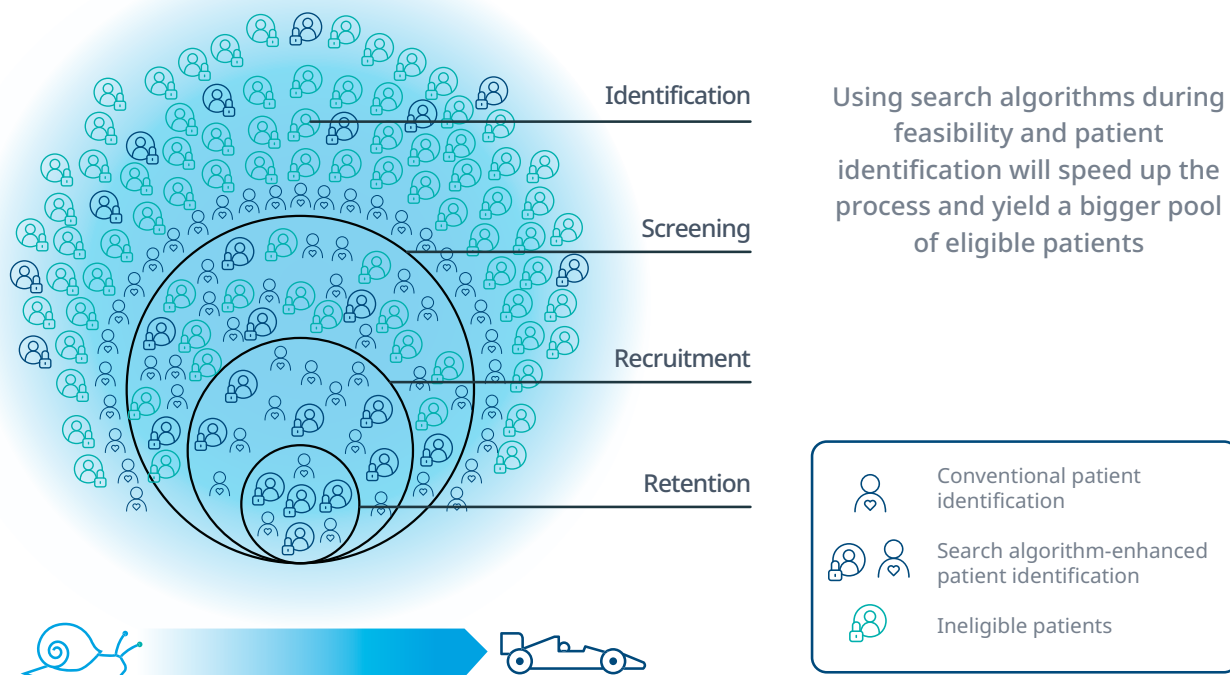 Identification
Screening
Recruitment
Retention
Using search algorithms during
feasibility and patient
identification will speed up the
process and yield a bigger pool
of eligible patients
Conventional patient
identification
Search algorithm-enhanced
patient identification
Ineligible patients